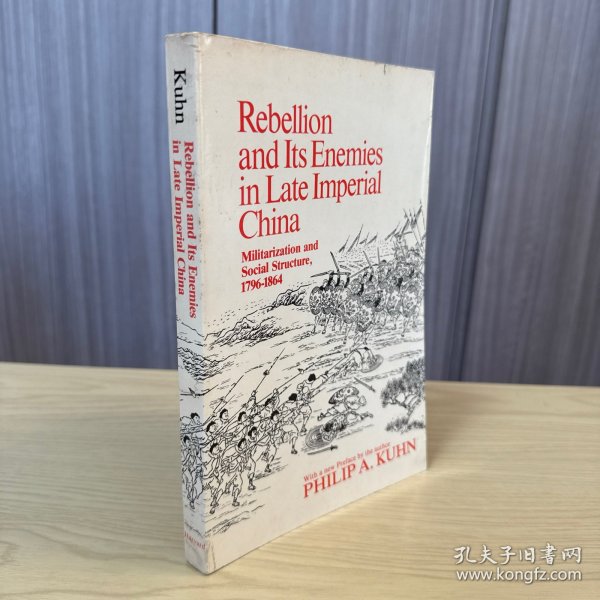 Kuhn
Rebellion and Its Enemies
in Late Imperial China
Harvard
Rebellion
and Its Enemies
in Late Imperial
China
Militarization and
Social Structure,
1796-1864
With a new Preface by the author
PHILIP A. KUHN
孔夫子旧书网
www.kongfz.com